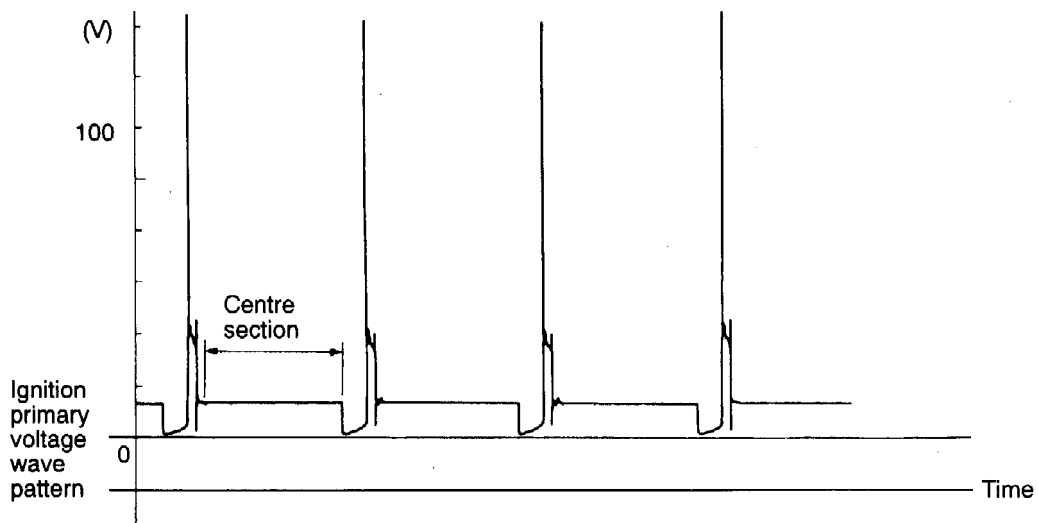 (V)
100
Centre
section
Ignition
primary
voltage
wave
pattern
0
Time